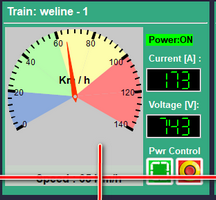 Train: weline - 1
60 80
40 100
20 120
0 140
Km / h
Power:ON
Current [A] :
173
Voltage [V]:
743
Pwr Control
Speed :